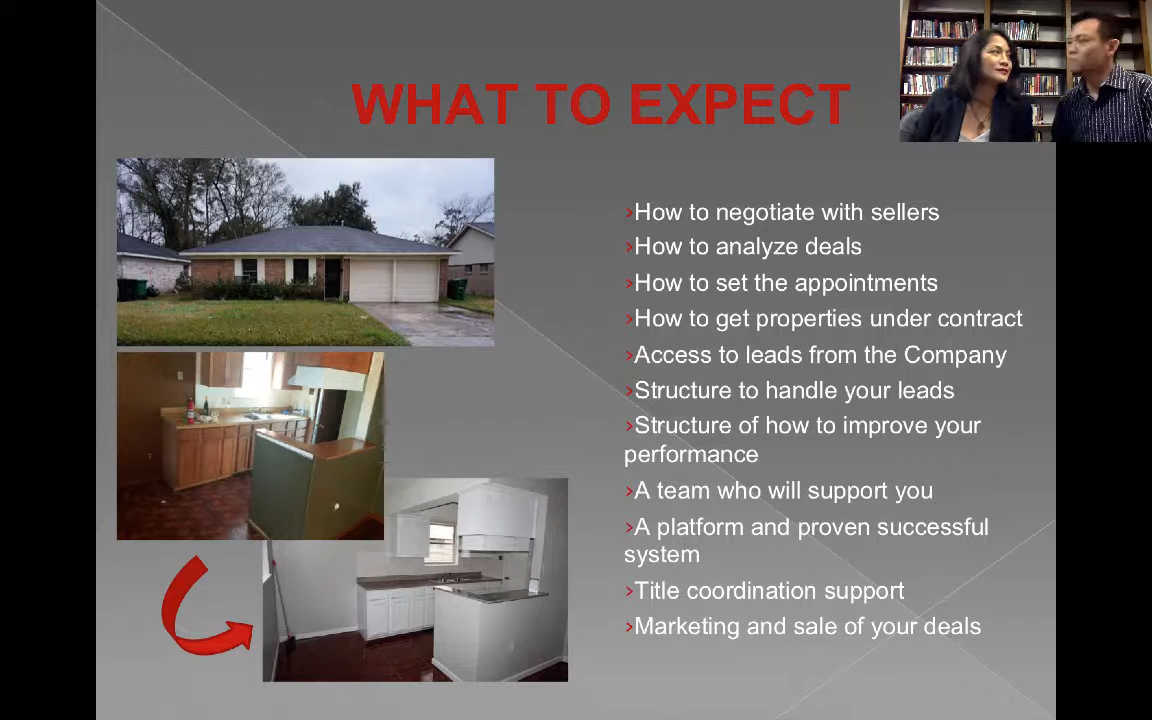 WHAT TO EXPECT
›How to negotiate with sellers
›How to analyze deals
›How to set the appointments
›How to get properties under contract
›Access to leads from the Company
›Structure to handle your leads
›Structure of how to improve your
performance
›A team who will support you
›A platform and proven successful
system
›Title coordination support
›Marketing and sale of your deals